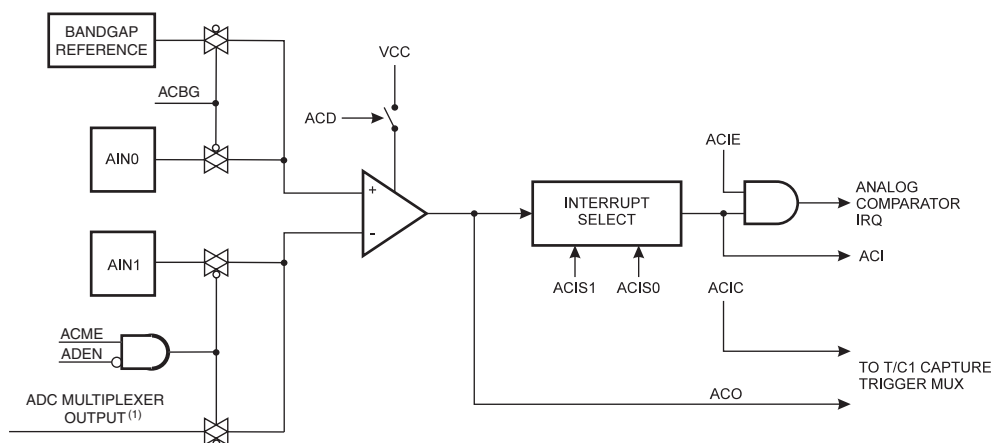 BANDGAP
REFERENCE
ACBG
AIN0
AIN1
ACME
ADEN
ADC MULTIPLEXER
OUTPUT (1)
VCC
ACD
+
-
INTERRUPT
SELECT
ACIS1 ACIS0
ACIE
ANALOG
COMPARATOR
IRQ
ACI
ACIC
TO T/C1 CAPTURE
TRIGGER MUX
ACO